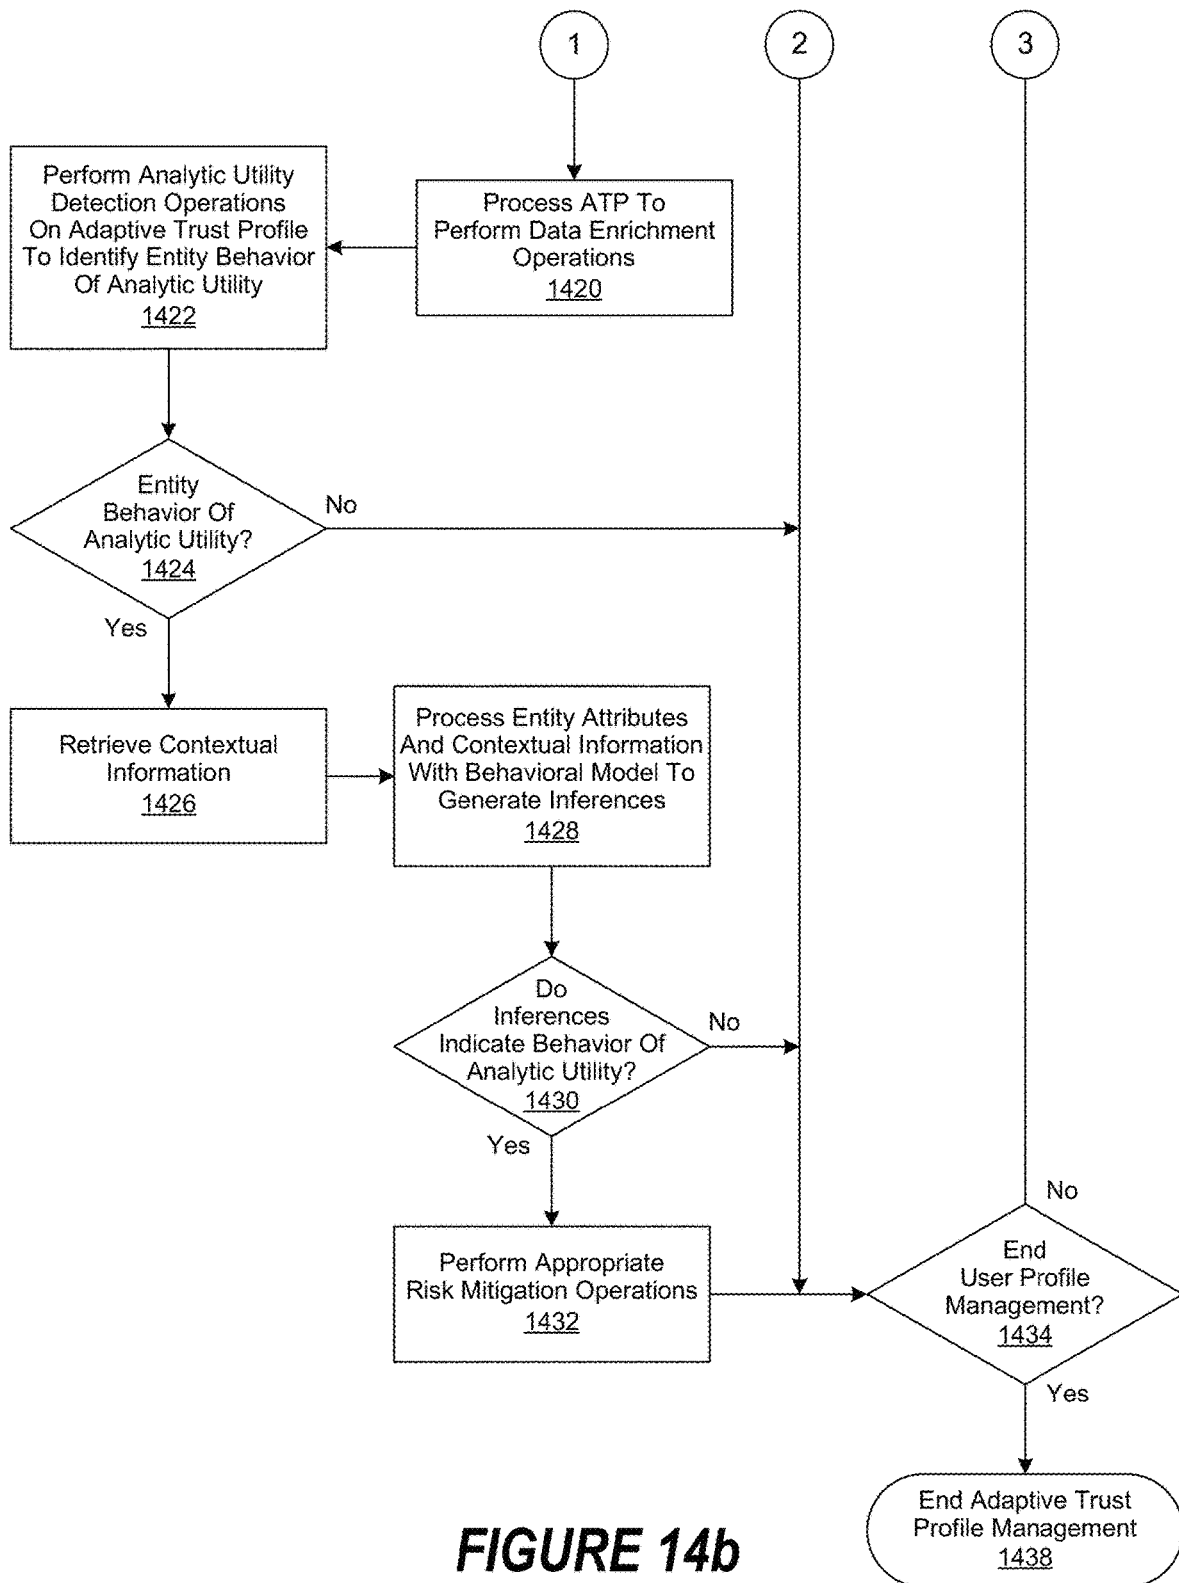 1
2
3
Process ATP To
Perform Data Enrichment
Operations
1420
Perform Analytic Utility
Detection Operations
On Adaptive Trust Profile
To Identify Entity Behavior
Of Analytic Utility
1422
Entity
Behavior Of
Analytic Utility?
1424
No
Yes
Retrieve Contextual
Information
1426
Process Entity Attributes
And Contextual Information
With Behavioral Model To
Generate Inferences
1428
Do
Inferences
Indicate Behavior Of
Analytic Utility?
1430
No
Yes
Perform Appropriate
Risk Mitigation Operations
1432
No
End
User Profile
Management?
1434
Yes
End Adaptive Trust
Profile Management
1438
FIGURE 14b